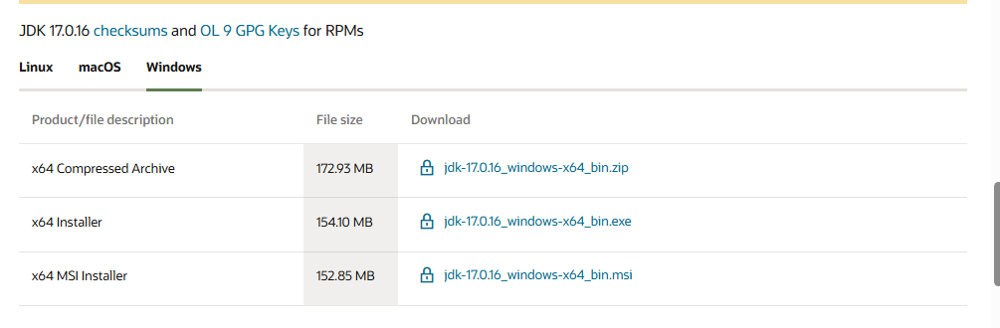 JDK 17.0.16 checksums and OL 9 GPG Keys for RPMs
Linux macOS Windows
Product/file description File size Download
x64 Compressed Archive 172.93 MB jdk-17.0.16_windows-x64_bin.zip
x64 Installer 154.10 MB jdk-17.0.16_windows-x64_bin.exe
x64 MSI Installer 152.85 MB jdk-17.0.16_windows-x64_bin.msi